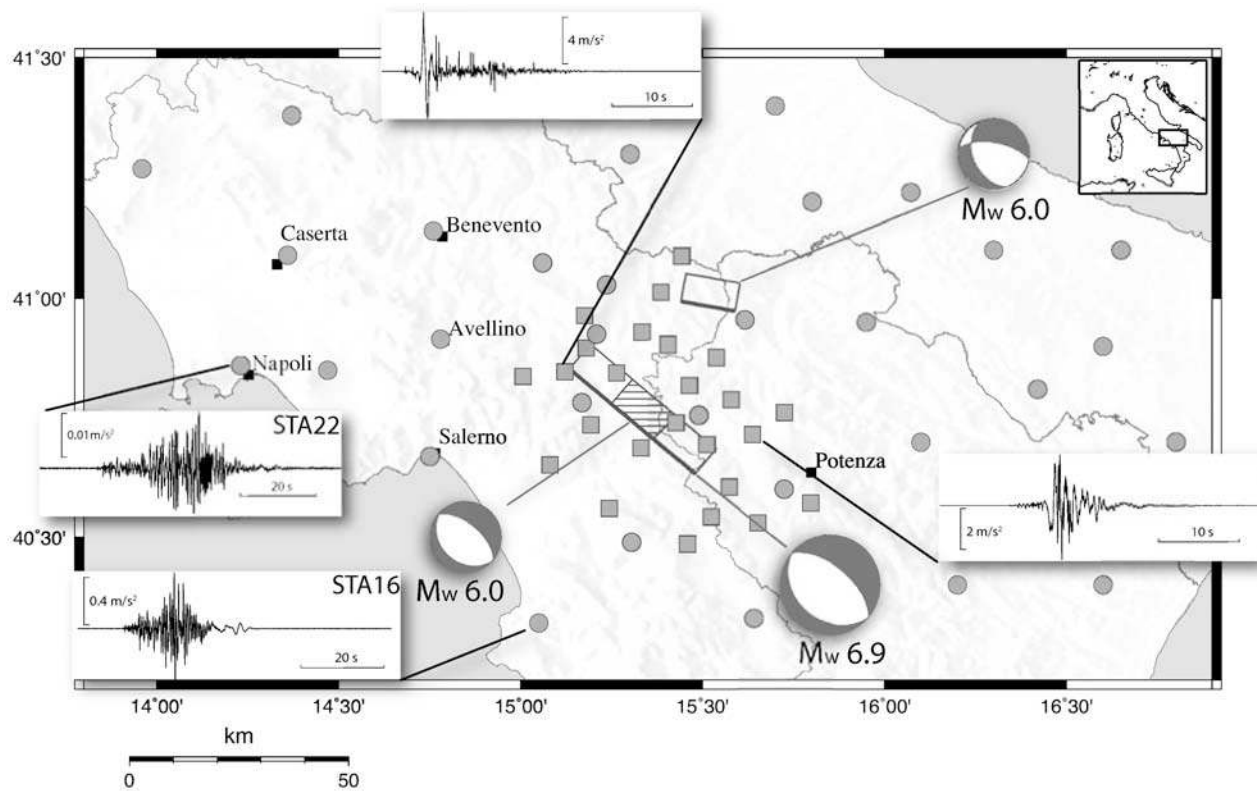 4 m/s²
10 s
41°30'
41°00'
40°30'
Mw 6.0
Benevento
Caserta
Avellino
Napoli
Salerno
Potenza
STA22
0.01m/s²
20 s
STA16
0.4 m/s²
20 s
Mw 6.0
Mw 6.9
2 m/s²
10 s
14°00'
14°30'
15°00'
15°30'
16°00'
16°30'
km
0
50